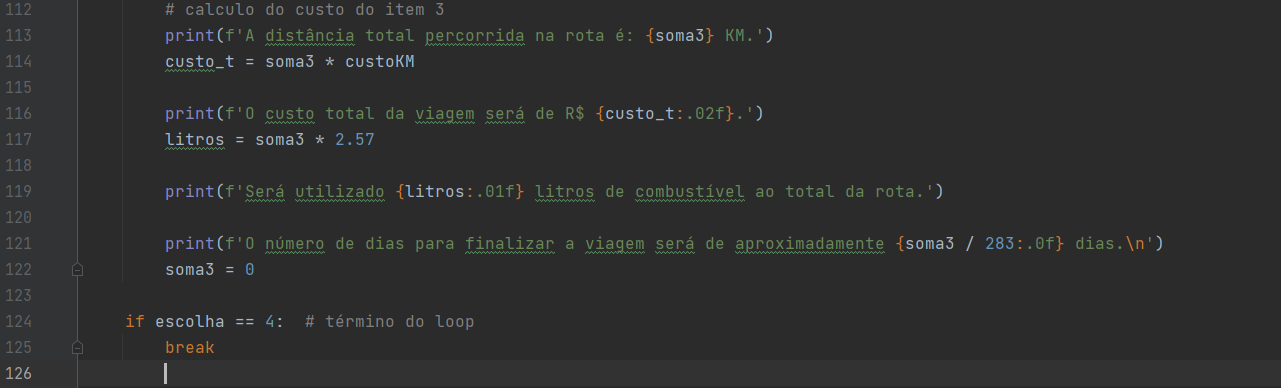 112 # calculo do custo do item 3
113 print(f'A distância total percorrida na rota é: {soma3} KM.')
114 custo_t = soma3 * custoKM
115
116 print(f'O custo total da viagem será de R$ {custo_t:.02f}.')
117 litros = soma3 * 2.57
118
119 print(f'Será utilizado {litros:.01f} litros de combustível ao total da rota.')
120
121 print(f'O número de dias para finalizar a viagem será de aproximadamente {soma3 / 283:.0f} dias.\n')
122 soma3 = 0
123
124 if escolha == 4:  # término do loop
125 break
126